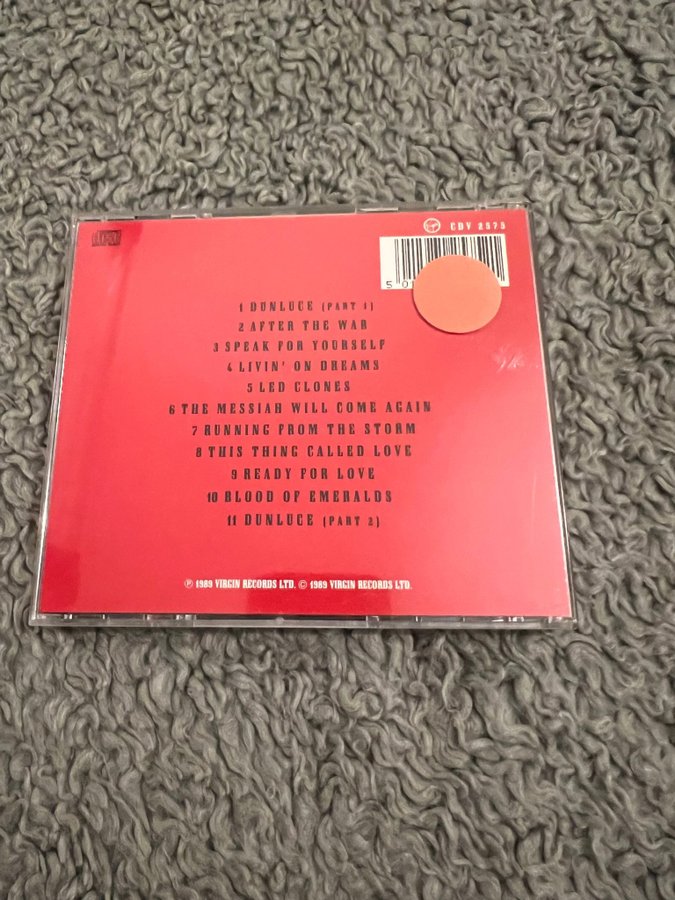 CDV 2575
1 DUNLUCE (PART 1)
2 AFTER THE WAR
3 SPEAK FOR YOURSELF
4 LIVIN' ON DREAMS
5 LED CLONES
6 THE MESSIAH WILL COME AGAIN
7 RUNNING FROM THE STORM
8 THIS THING CALLED LOVE
9 READY FOR LOVE
10 BLOOD OF EMERALDS
11 DUNLUCE (PART 2)
℗ 1989 VIRGIN RECORDS LTD. © 1989 VIRGIN RECORDS LTD.